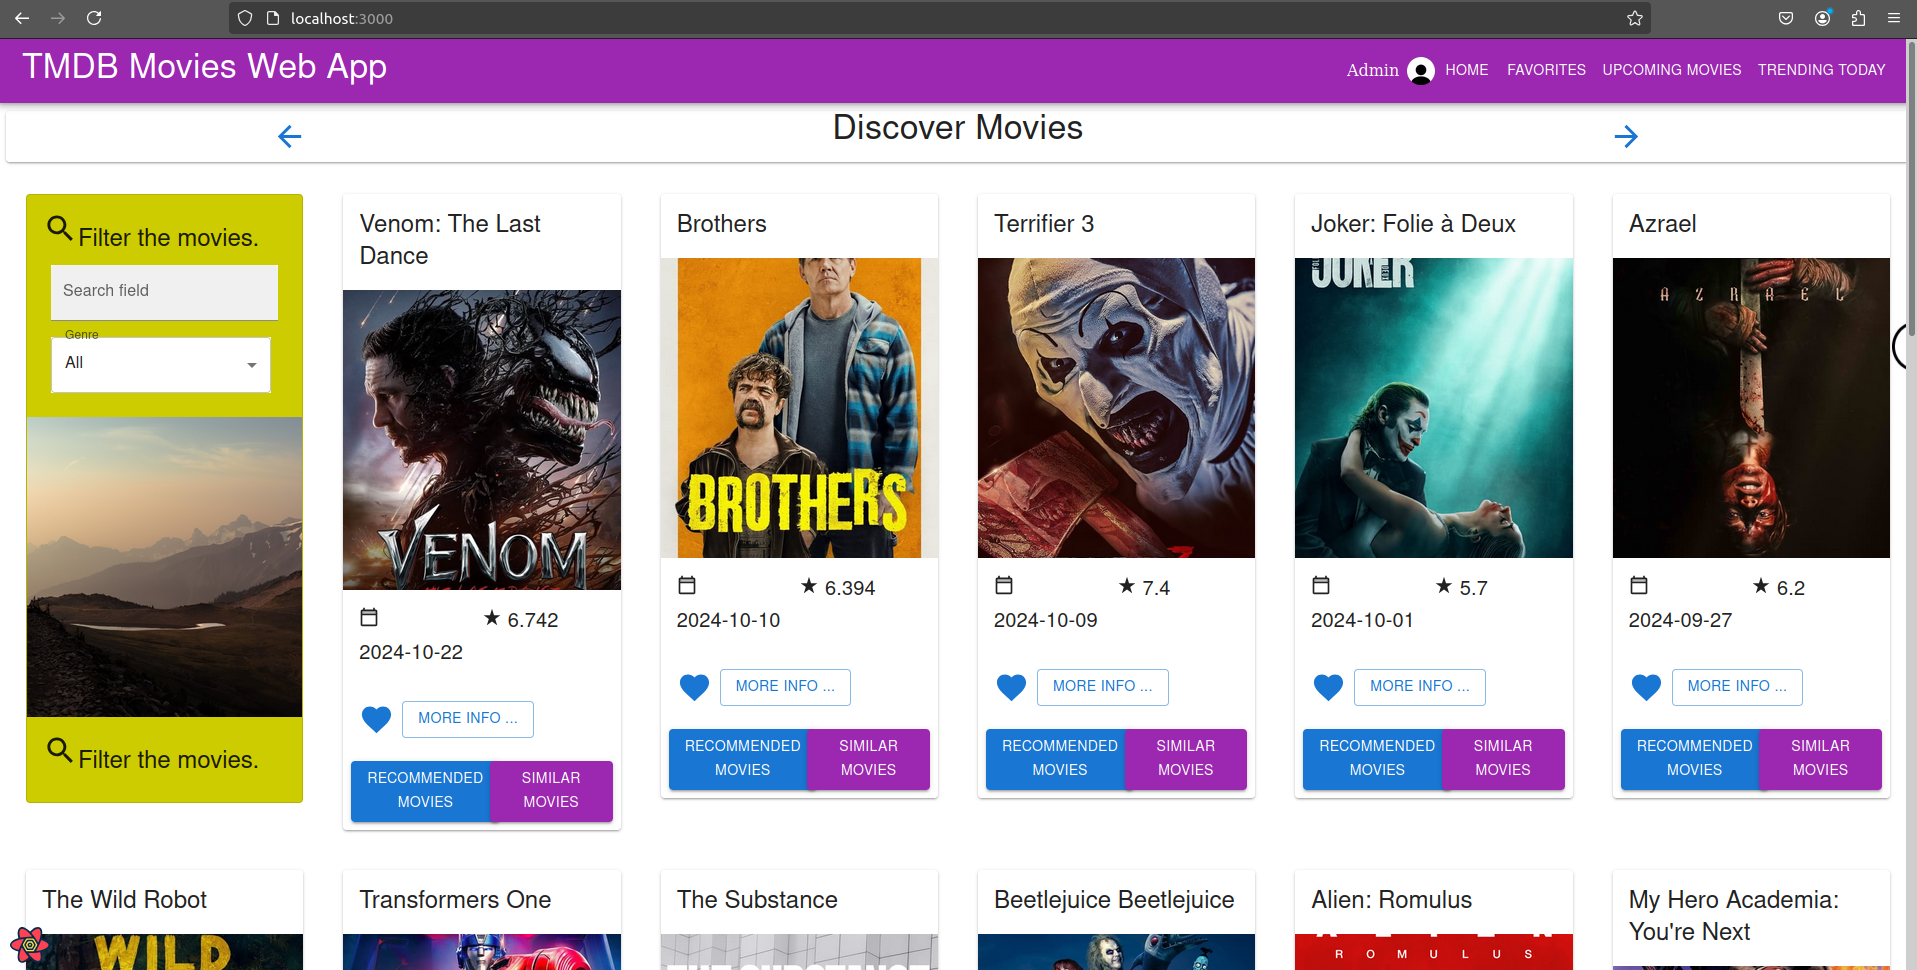 localhost:3000
TMDB Movies Web App
Admin HOME FAVORITES UPCOMING MOVIES TRENDING TODAY
Discover Movies
Filter the movies.
Search field
Genre
All
Filter the movies.
Venom: The Last
Dance
VENOM
★ 6.742
2024-10-22
MORE INFO ...
RECOMMENDED
MOVIES
SIMILAR
MOVIES
Brothers
BROTHERS
★ 6.394
2024-10-10
MORE INFO ...
RECOMMENDED
MOVIES
SIMILAR
MOVIES
Terrifier 3
★ 7.4
2024-10-09
MORE INFO ...
RECOMMENDED
MOVIES
SIMILAR
MOVIES
Joker: Folie à Deux
JOKER
★ 5.7
2024-10-01
MORE INFO ...
RECOMMENDED
MOVIES
SIMILAR
MOVIES
Azrael
AZRAEL
★ 6.2
2024-09-27
MORE INFO ...
RECOMMENDED
MOVIES
SIMILAR
MOVIES
The Wild Robot
WILD
Transformers One
The Substance
THE SUBSTANCE
Beetlejuice Beetlejuice
Alien: Romulus
ALIEN
ROMULUS
My Hero Academia:
You're Next